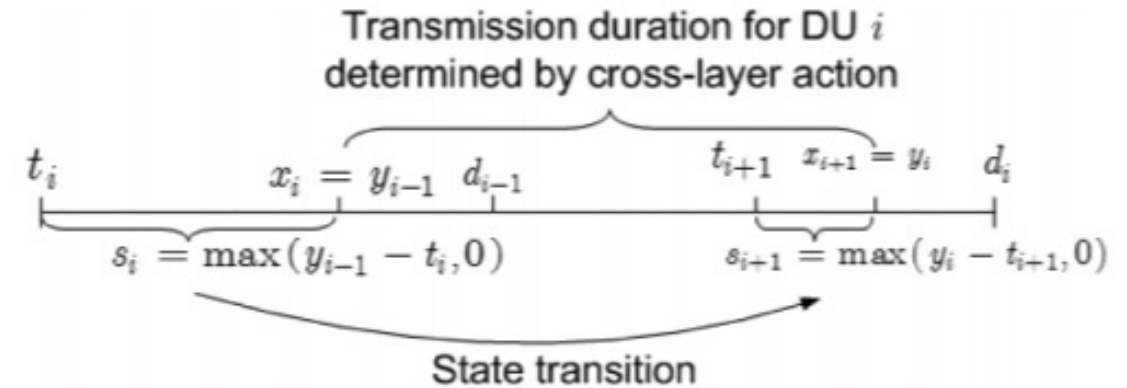 Transmission duration for DU i
determined by cross-layer action
t_i
x_i = y_{i-1} d_{i-1}
t_{i+1} x_{i+1} = y_i d_i
s_i = max(y_{i-1} - t_i,0)
s_{i+1} = max(y_i - t_{i+1},0)
State transition